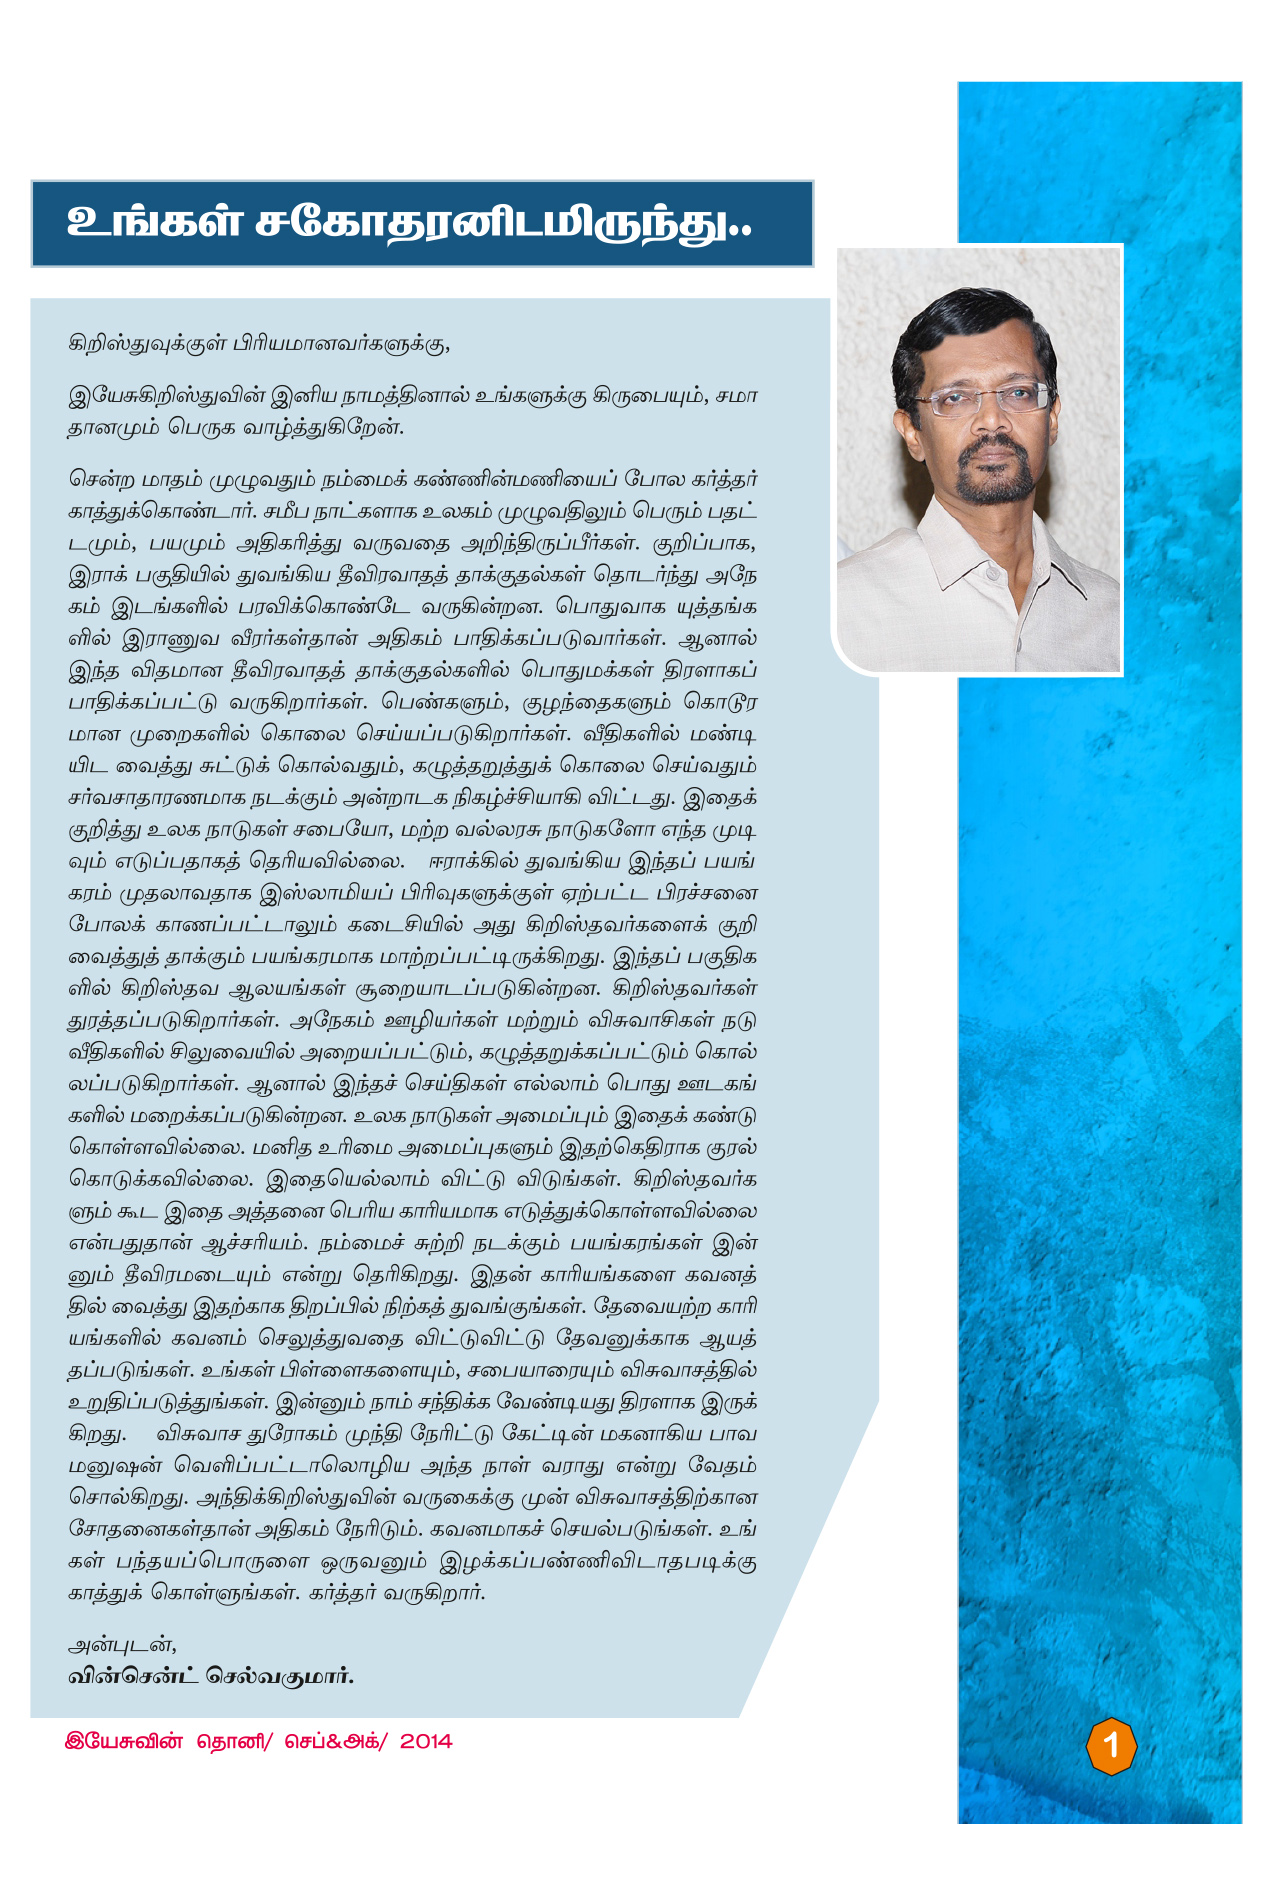 உங்கள் சகோதரனிடமிருந்து..
கிறிஸ்துவுக்குள் பிரியமானவர்களுக்கு,
இயேசுகிறிஸ்துவின் இனிய நாமத்தினால் உங்களுக்கு கிருபையும், சமா
தானமும் பெருக வாழ்த்துகிறேன்.
சென்ற மாதம் முழுவதும் நம்மைக் கண்ணின்மணியைப் போல கர்த்தர்
காத்துக்கொண்டார். சமீப நாட்களாக உலகம் முழுவதிலும் பெரும் பதட்
டமும், பயமும் அதிகரித்து வருவதை அறிந்திருப்பீர்கள். குறிப்பாக,
இராக் பகுதியில் துவங்கிய தீவிரவாதத் தாக்குதல்கள் தொடர்ந்து அநே
கம் இடங்களில் பரவிக்கொண்டே வருகின்றன. பொதுவாக யுத்தங்க
ளில் இராணுவ வீரர்கள்தான் அதிகம் பாதிக்கப்படுவார்கள். ஆனால்
இந்த விதமான தீவிரவாதத் தாக்குதல்களில் பொதுமக்கள் திரளாகப்
பாதிக்கப்பட்டு வருகிறார்கள். பெண்களும், குழந்தைகளும் கொடூர
மான முறைகளில் கொலை செய்யப்படுகிறார்கள். வீதிகளில் மண்டி
யிட வைத்து சுட்டுக் கொல்வதும், கழுத்தறுத்துக் கொலை செய்வதும்
சர்வசாதாரணமாக நடக்கும் அன்றாடக நிகழ்ச்சியாகி விட்டது. இதைக்
குறித்து உலக நாடுகள் சபையோ, மற்ற வல்லரசு நாடுகளோ எந்த முடி
வும் எடுப்பதாகத் தெரியவில்லை. ஈராக்கில் துவங்கிய இந்தப் பயங்
கரம் முதலாவதாக இஸ்லாமியப் பிரிவுகளுக்குள் ஏற்பட்ட பிரச்சனை
போலக் காணப்பட்டாலும் கடைசியில் அது கிறிஸ்தவர்களைக் குறி
வைத்துத் தாக்கும் பயங்கரமாக மாற்றப்பட்டிருக்கிறது. இந்தப் பகுதிக
ளில் கிறிஸ்தவ ஆலயங்கள் சூறையாடப்படுகின்றன. கிறிஸ்தவர்கள்
துரத்தப்படுகிறார்கள். அநேகம் ஊழியர்கள் மற்றும் விசுவாசிகள் நடு
வீதிகளில் சிலுவையில் அறையப்பட்டும், கழுத்தறுக்கப்பட்டும் கொல்
லப்படுகிறார்கள். ஆனால் இந்தச் செய்திகள் எல்லாம் பொது ஊடகங்
களில் மறைக்கப்படுகின்றன. உலக நாடுகள் அமைப்பும் இதைக் கண்டு
கொள்ளவில்லை. மனித உரிமை அமைப்புகளும் இதற்கெதிராக குரல்
கொடுக்கவில்லை. இதையெல்லாம் விட்டு விடுங்கள். கிறிஸ்தவர்க
ளும் கூட இதை அத்தனை பெரிய காரியமாக எடுத்துக்கொள்ளவில்லை
என்பதுதான் ஆச்சரியம். நம்மைச் சுற்றி நடக்கும் பயங்கரங்கள் இன்
னும் தீவிரமடையும் என்று தெரிகிறது. இதன் காரியங்களை கவனத்
தில் வைத்து இதற்காக திறப்பில் நிற்கத் துவங்குங்கள். தேவையற்ற காரி
யங்களில் கவனம் செலுத்துவதை விட்டுவிட்டு தேவனுக்காக ஆயத்
தப்படுங்கள். உங்கள் பிள்ளைகளையும், சபையாரையும் விசுவாசத்தில்
உறுதிப்படுத்துங்கள். இன்னும் நாம் சந்திக்க வேண்டியது திரளாக இருக்
கிறது. விசுவாச துரோகம் முந்தி நேரிட்டு கேட்டின் மகனாகிய பாவ
மனுஷன் வெளிப்பட்டாலொழிய அந்த நாள் வராது என்று வேதம்
சொல்கிறது. அந்திக்கிறிஸ்துவின் வருகைக்கு முன் விசுவாசத்திற்கான
சோதனைகள்தான் அதிகம் நேரிடும். கவனமாகச் செயல்படுங்கள். உங்
கள் பந்தயப்பொருளை ஒருவனும் இழக்கப்பண்ணிவிடாதபடிக்கு
காத்துக் கொள்ளுங்கள். கர்த்தர் வருகிறார்.
அன்புடன்,
வின்சென்ட் செல்வகுமார்.
இயேசுவின் தொனி/ செப்&அக்/ 2014
1